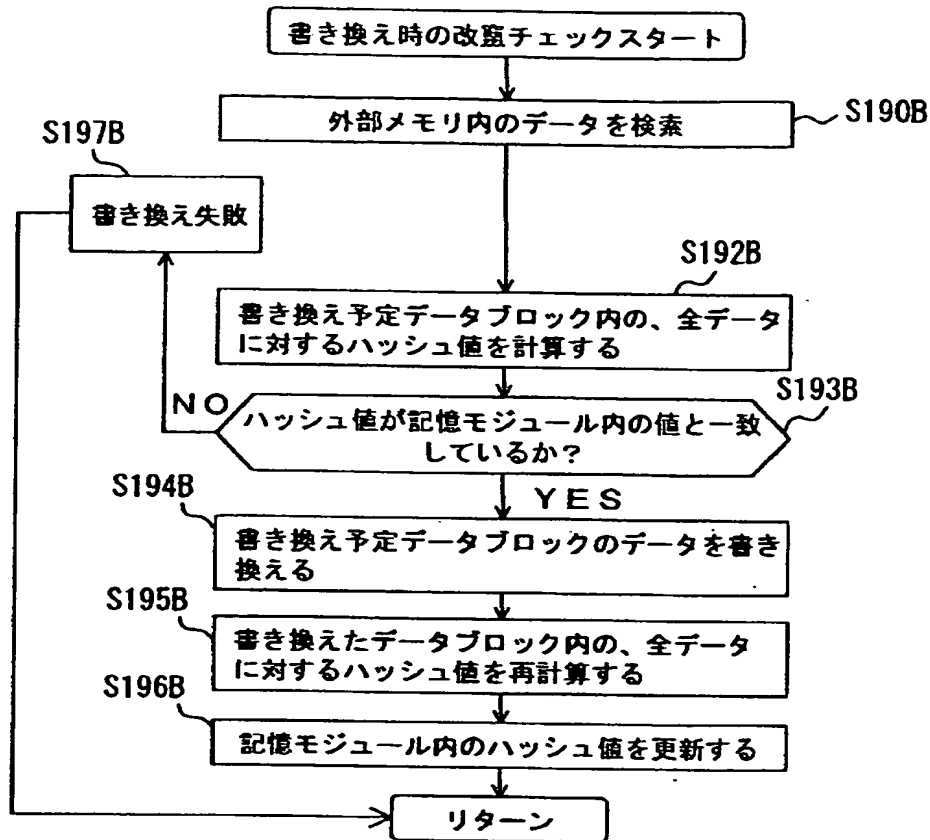 書き換え時の改竄チェックスタート
外部メモリ内のデータを検索
S190B
S197B
書き換え失敗
S192B
書き換え予定データブロック内の、全データ
に対するハッシュ値を計算する
S193B
NO
ハッシュ値が記憶モジュール内の値と一致
しているか?
YES
S194B
書き換え予定データブロックのデータを書き
換える
S195B
書き換えたデータブロック内の、全データ
に対するハッシュ値を再計算する
S196B
記憶モジュール内のハッシュ値を更新する
リターン